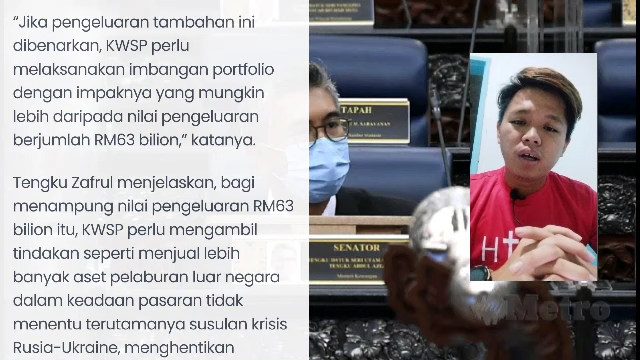 “Jika pengeluaran tambahan ini
dibenarkan, KWSP perlu
melaksanakan imbangan portfolio
dengan impaknya yang mungkin
lebih daripada nilai pengeluaran
berjumlah RM63 bilion,” katanya.
Tengku Zafrul menjelaskan, bagi
menampung nilai pengeluaran RM63
bilion itu, KWSP perlu mengambil
tindakan seperti menjual lebih
banyak aset pelaburan luar negara
dalam keadaan pasaran tidak
menentu terutamanya susulan krisis
Rusia-Ukraine, menghentikan
TAPAH
SENATOR
Menteri Kewangan
Metro